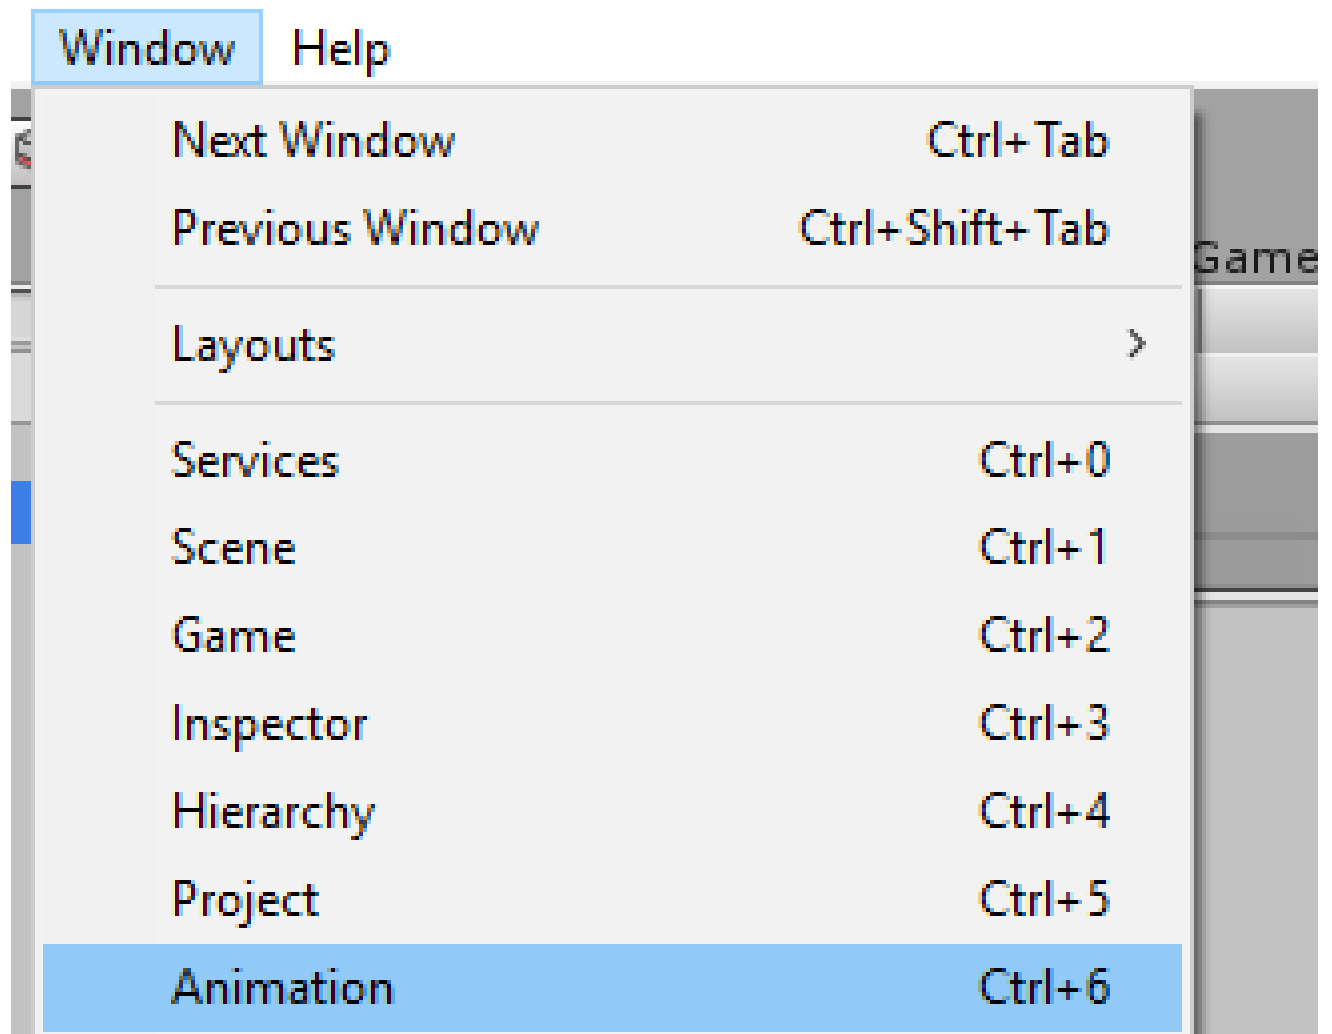 Window Help
Next Window Ctrl+Tab
Previous Window Ctrl+Shift+Tab
Game
Layouts >
Services Ctrl+0
Scene Ctrl+1
Game Ctrl+2
Inspector Ctrl+3
Hierarchy Ctrl+4
Project Ctrl+5
Animation Ctrl+6